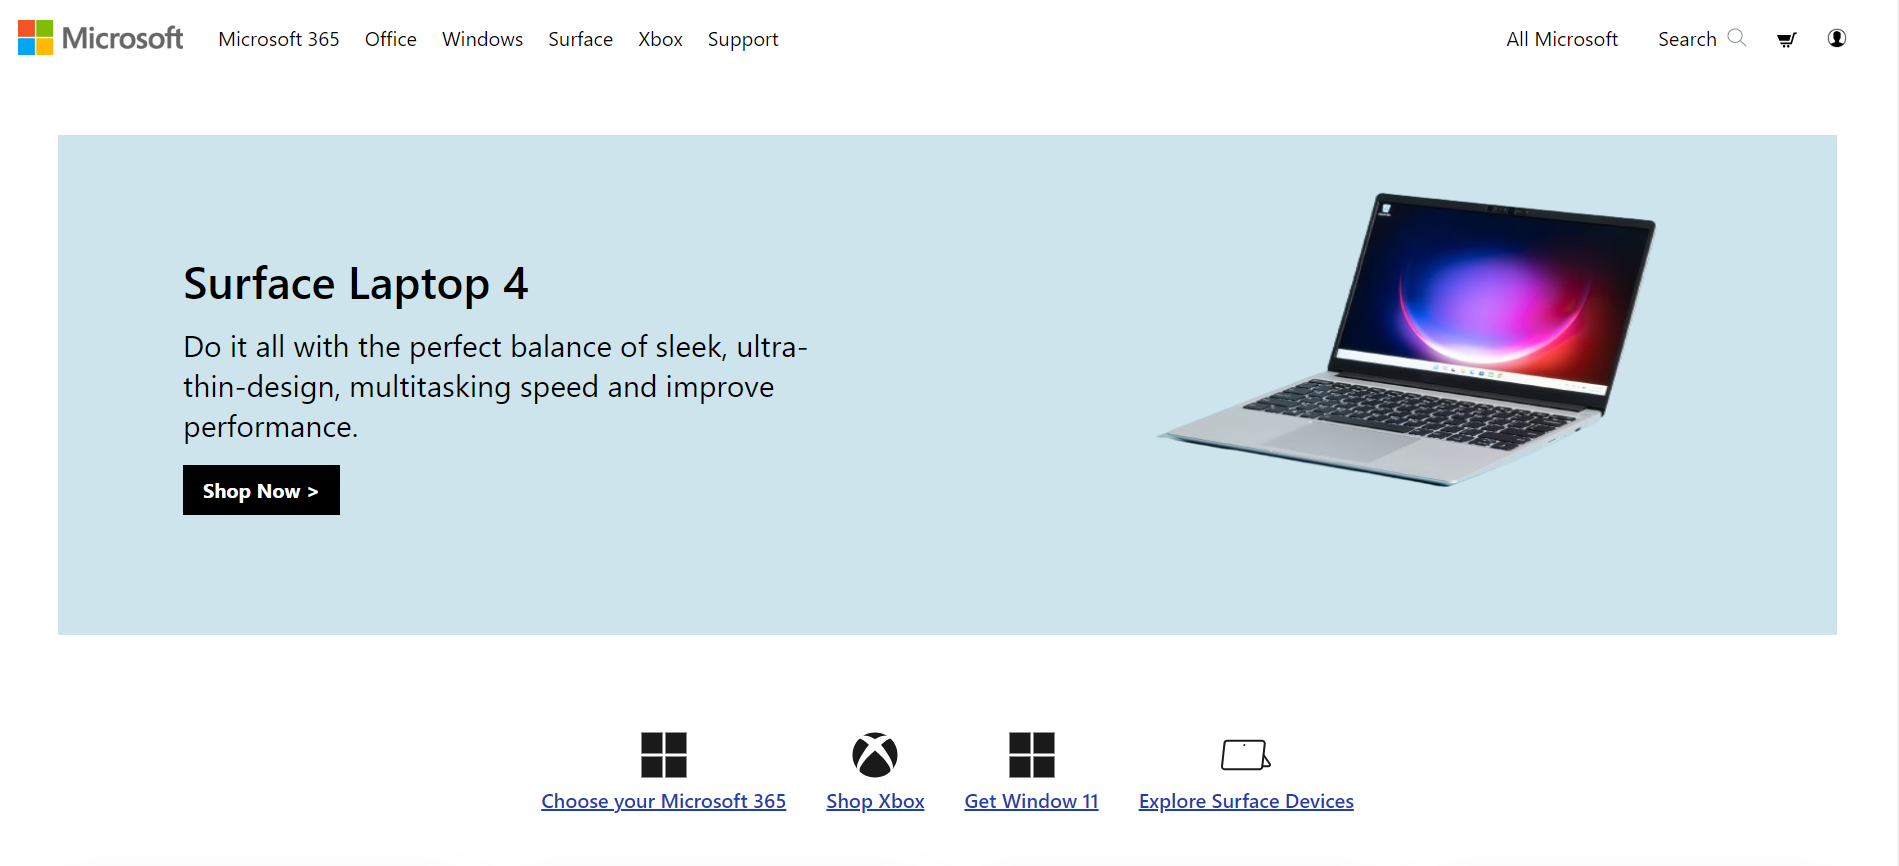 Microsoft Microsoft 365 Office Windows Surface Xbox Support All Microsoft Search
Surface Laptop 4
Do it all with the perfect balance of sleek, ultra-
thin-design, multitasking speed and improve
performance.
Shop Now >
Choose your Microsoft 365 Shop Xbox Get Window 11 Explore Surface Devices